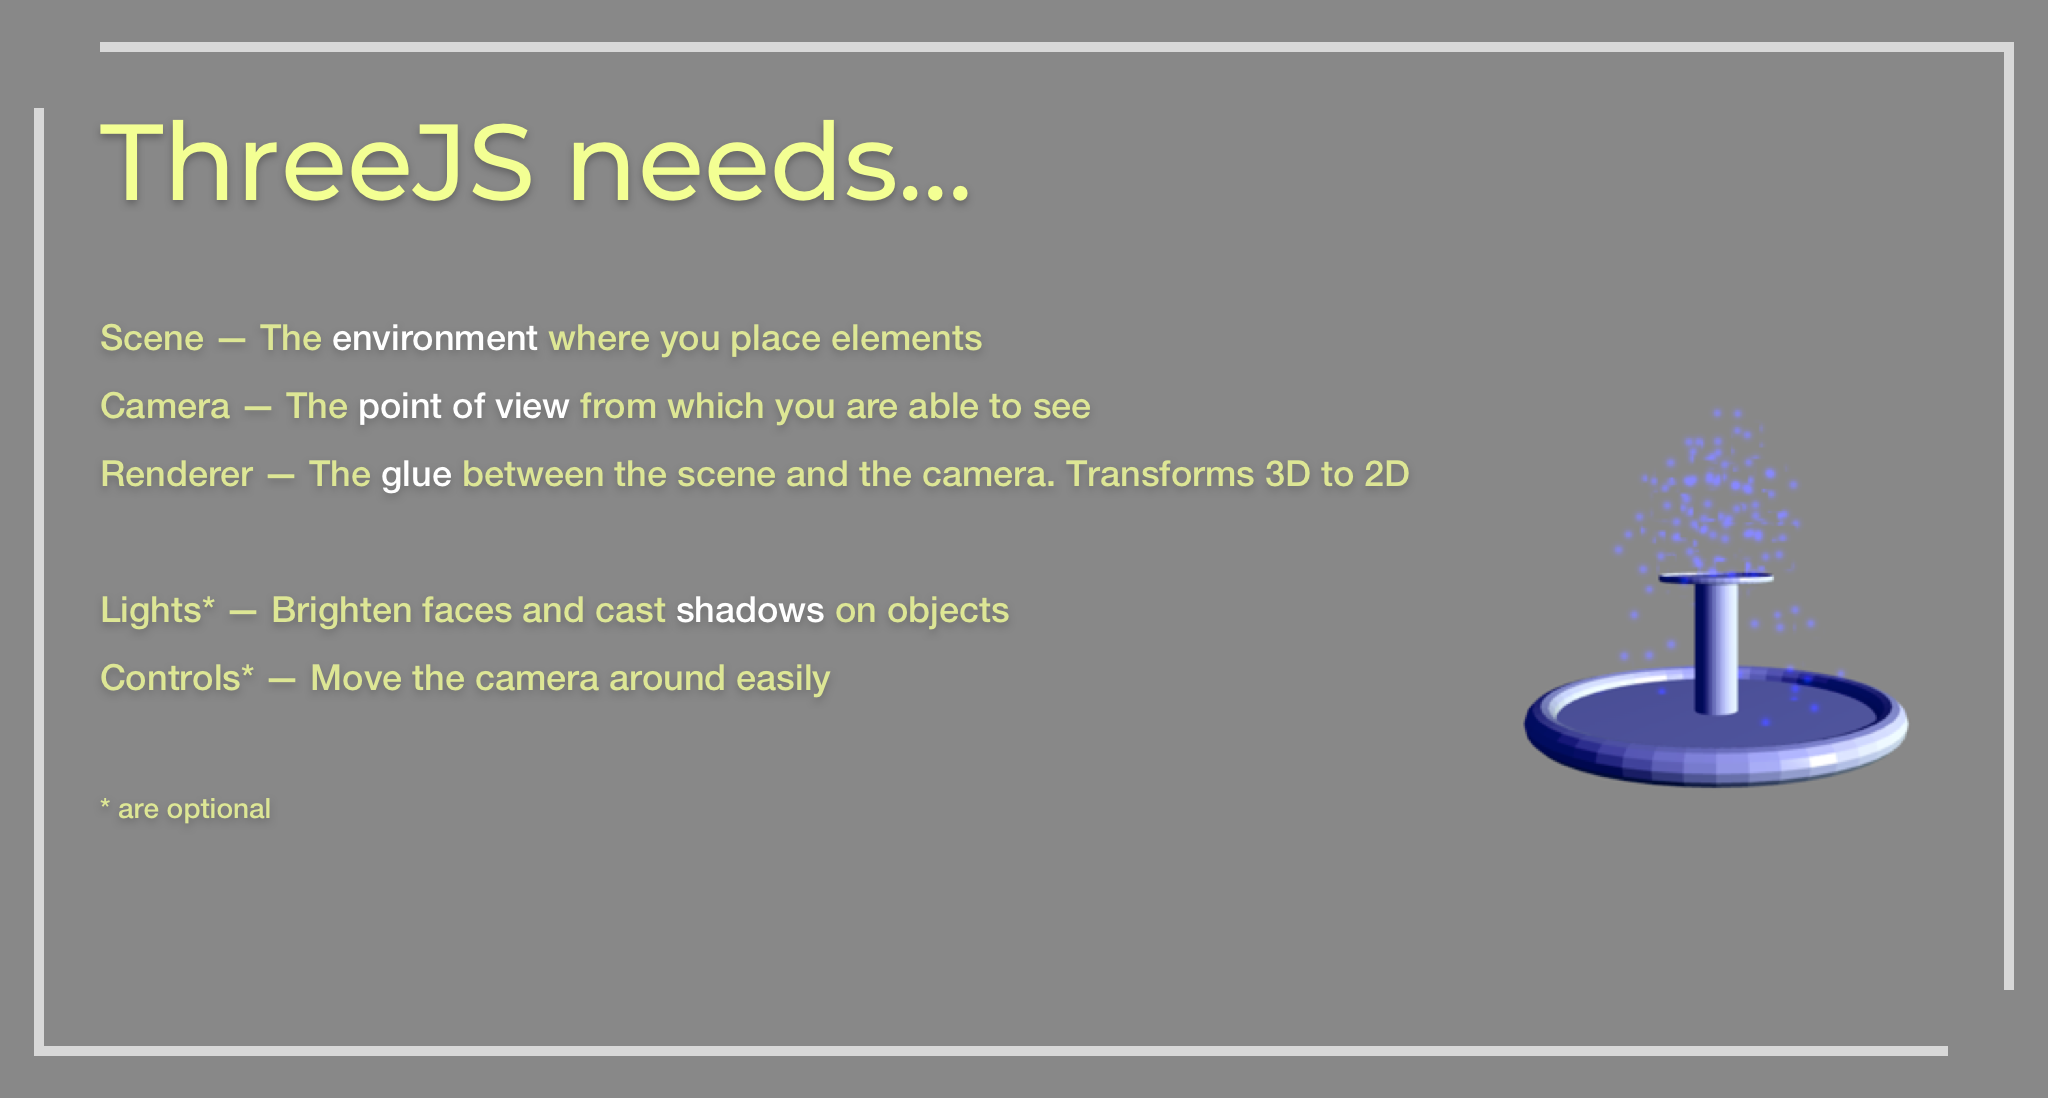 ThreeJS needs...
Scene — The environment where you place elements
Camera — The point of view from which you are able to see
Renderer — The glue between the scene and the camera. Transforms 3D to 2D
Lights* — Brighten faces and cast shadows on objects
Controls* — Move the camera around easily
* are optional